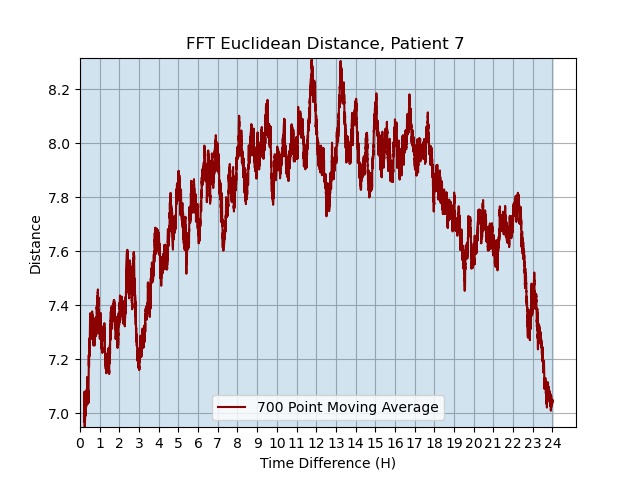 FFT Euclidean Distance, Patient 7
8.2
8.0
7.8
7.6
7.4
7.2
7.0
Distance
700 Point Moving Average
0 1 2 3 4 5 6 7 8 9 10 11 12 13 14 15 16 17 18 19 20 21 22 23 24
Time Difference (H)